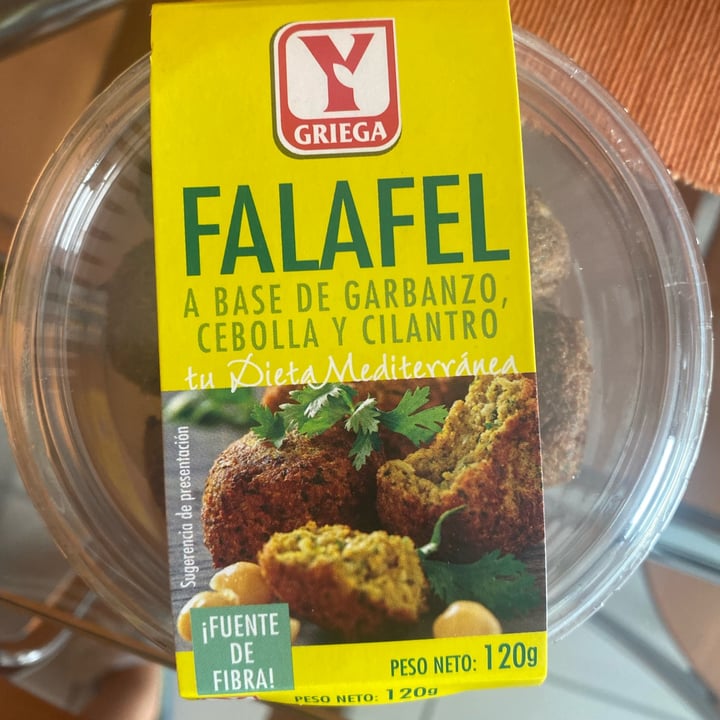 Y
GRIEGA
FALAFEL
A BASE DE GARBANZO,
CEBOLLA Y CILANTRO
tu Dieta Mediterránea
Sugerencia de presentación
¡FUENTE
DE
FIBRA!
PESO NETO: 120g
PESO NETO: 120g